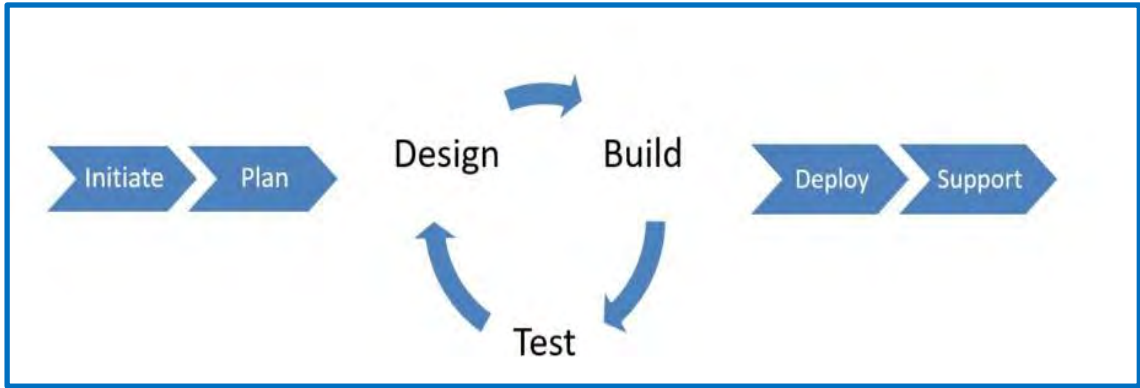 Initiate
Plan
Design
Build
Test
Deploy
Support